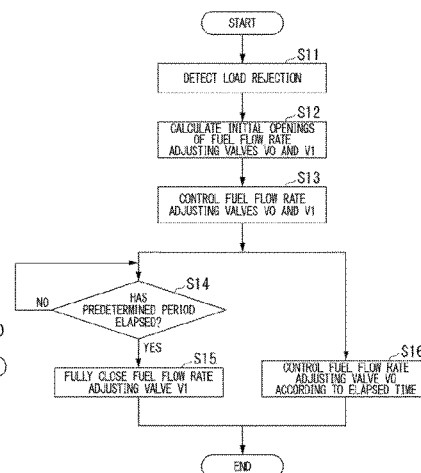 START
S11
DETECT LOAD REJECTION
S12
CALCULATE INITIAL OPENINGS
OF FUEL FLOW RATE
ADJUSTING VALVES V0 AND V1
S13
CONTROL FUEL FLOW RATE
ADJUSTING VALVES V0 AND V1
S14
HAS
PREDETERMINED PERIOD
ELAPSED?
NO
YES
S15
FULLY CLOSE FUEL FLOW RATE
ADJUSTING VALVE V1
S16
CONTROL FUEL FLOW RATE
ADJUSTING VALVE V0
ACCORDING TO ELAPSED TIME
END